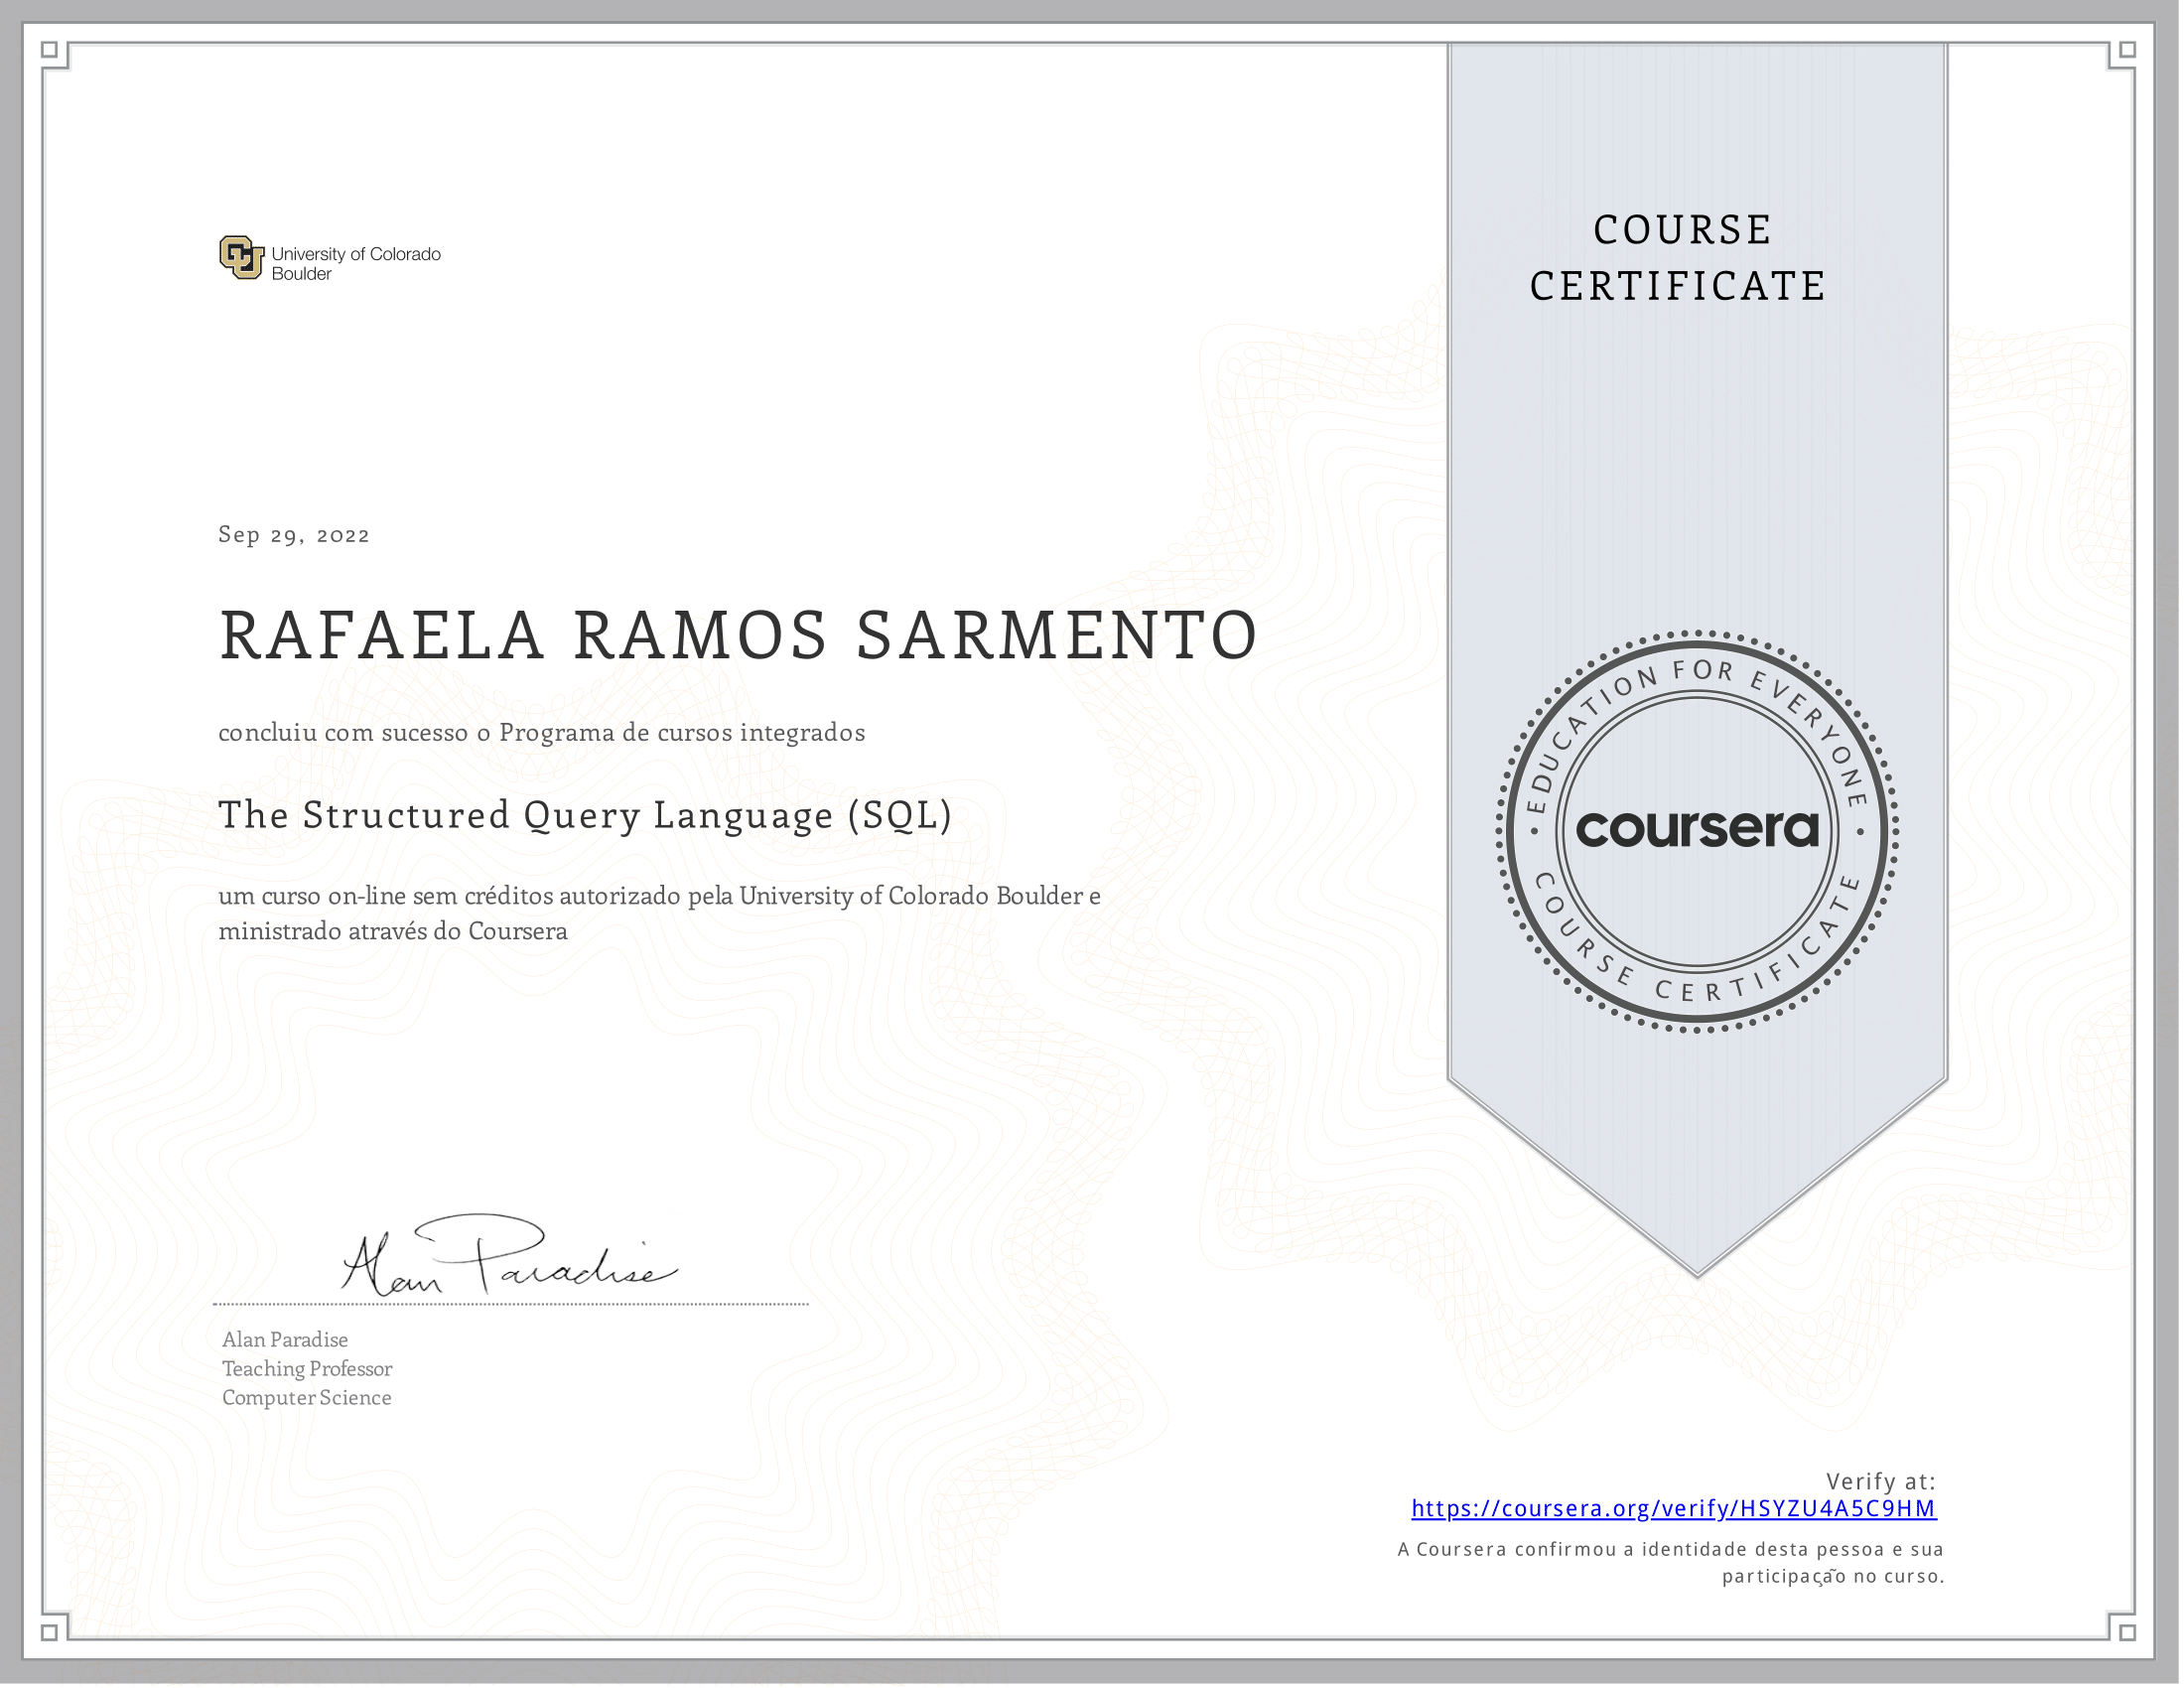 University of Colorado
Boulder
COURSE
CERTIFICATE
Sep 29, 2022
RAFAELA RAMOS SARMENTO
concluiu com sucesso o Programa de cursos integrados
The Structured Query Language (SQL)
um curso on-line sem créditos autorizado pela University of Colorado Boulder e
ministrado através do Coursera
EDUCATION FOR EVERYONE
coursera
COURSE CERTIFICATE
Alan Paradise
Alan Paradise
Teaching Professor
Computer Science
Verify at:
https://coursera.org/verify/HSYZU4A5C9HM
A Coursera confirmou a identidade desta pessoa e sua
participação no curso.